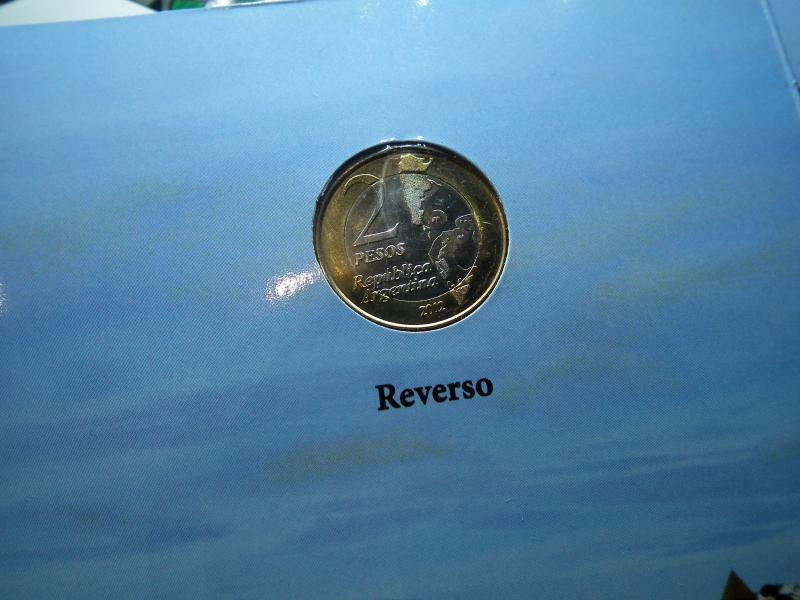 2
PESOS
República
Argentina
2012
Reverso